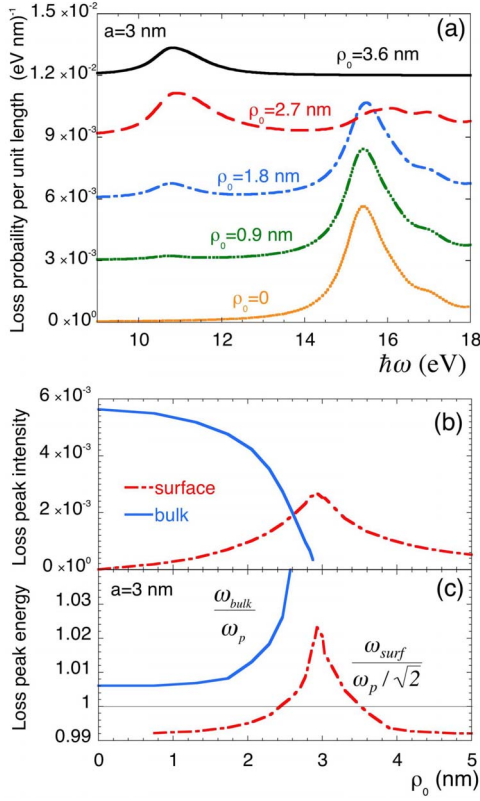 1.5 ×10⁻²
a=3 nm
(a)
ρ₀=3.6 nm
1.2 ×10⁻²
ρ₀=2.7 nm
9 ×10⁻³
ρ₀=1.8 nm
6 ×10⁻³
ρ₀=0.9 nm
3 ×10⁻³
ρ₀=0
0 ×10⁰
Loss probaility per unit length (eV nm)⁻¹
10 11 12 13 14 15 16 17 18
ħω (eV)
6 ×10⁻³
(b)
4 ×10⁻³
surface
bulk
2 ×10⁻³
0 ×10⁰
Loss peak intensity
a=3 nm
(c)
1.03
ω_bulk / ω_p
1.02
ω_surf / ω_p / √2
1.01
1
0.99
Loss peak energy
0 1 2 3 4 5
ρ₀ (nm)